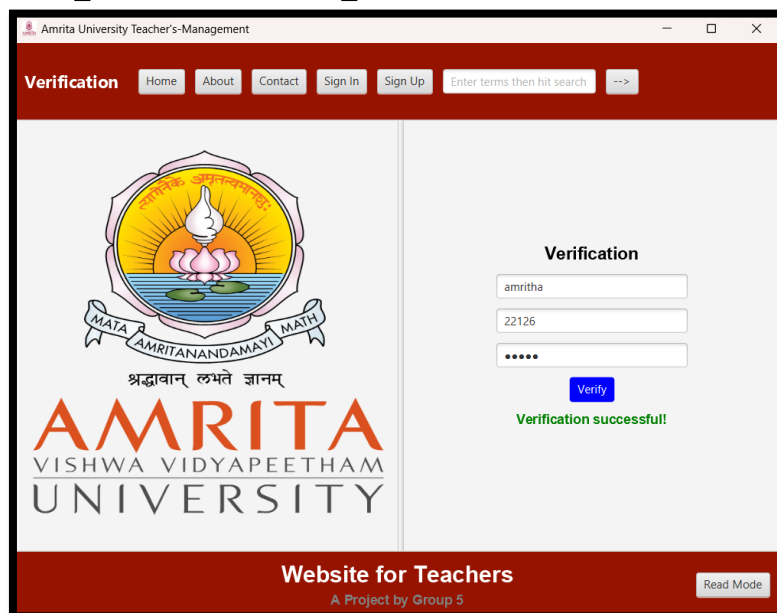 Amrita University Teacher's-Management
Verification Home About Contact Sign In Sign Up Enter terms then hit search -->
त्यागेनैके अमृतत्वमानशुः
MATA AMRITANANDAMAYI MATH
श्रद्धावान् लभते ज्ञानम्
AMRITA
VISHWA VIDYAPEETHAM
UNIVERSITY
Verification
amritha
22126
•••••
Verify
Verification successful!
Website for Teachers
A Project by Group 5
Read Mode